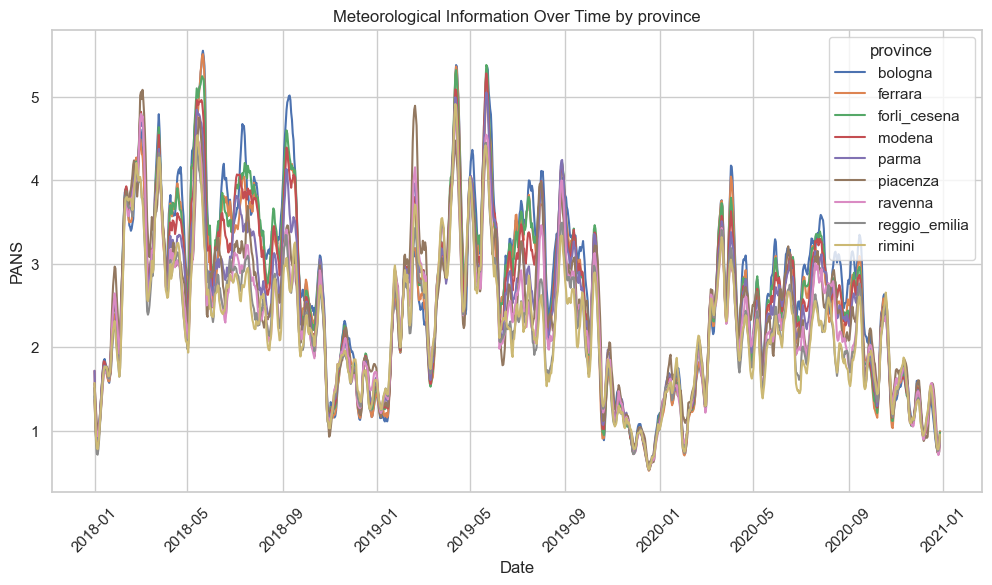 Meteorological Information Over Time by province
province
bologna
ferrara
forli_cesena
modena
parma
piacenza
ravenna
reggio_emilia
rimini
PANS
5
4
3
2
1
2018-01
2018-05
2018-09
2019-01
2019-05
2019-09
2020-01
2020-05
2020-09
2021-01
Date